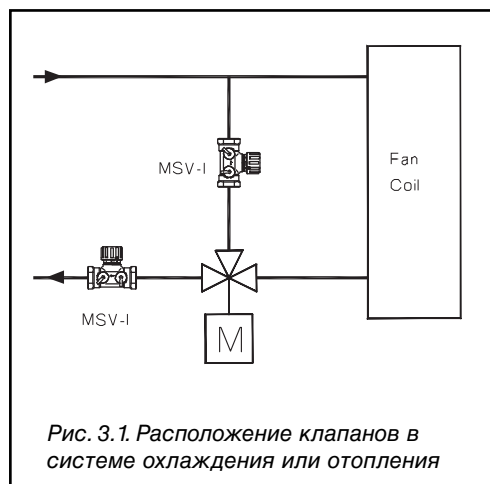 Fan
Coil
MSV-I
MSV-I
M
Рис. 3.1. Расположение клапанов в
системе охлаждения или отопления